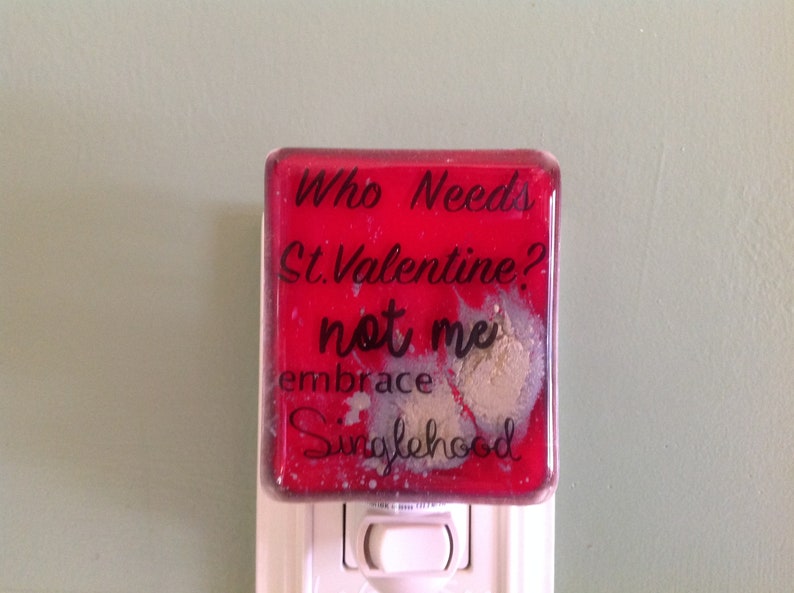 Who Needs
St.Valentine?
not me
embrace
Singlehood